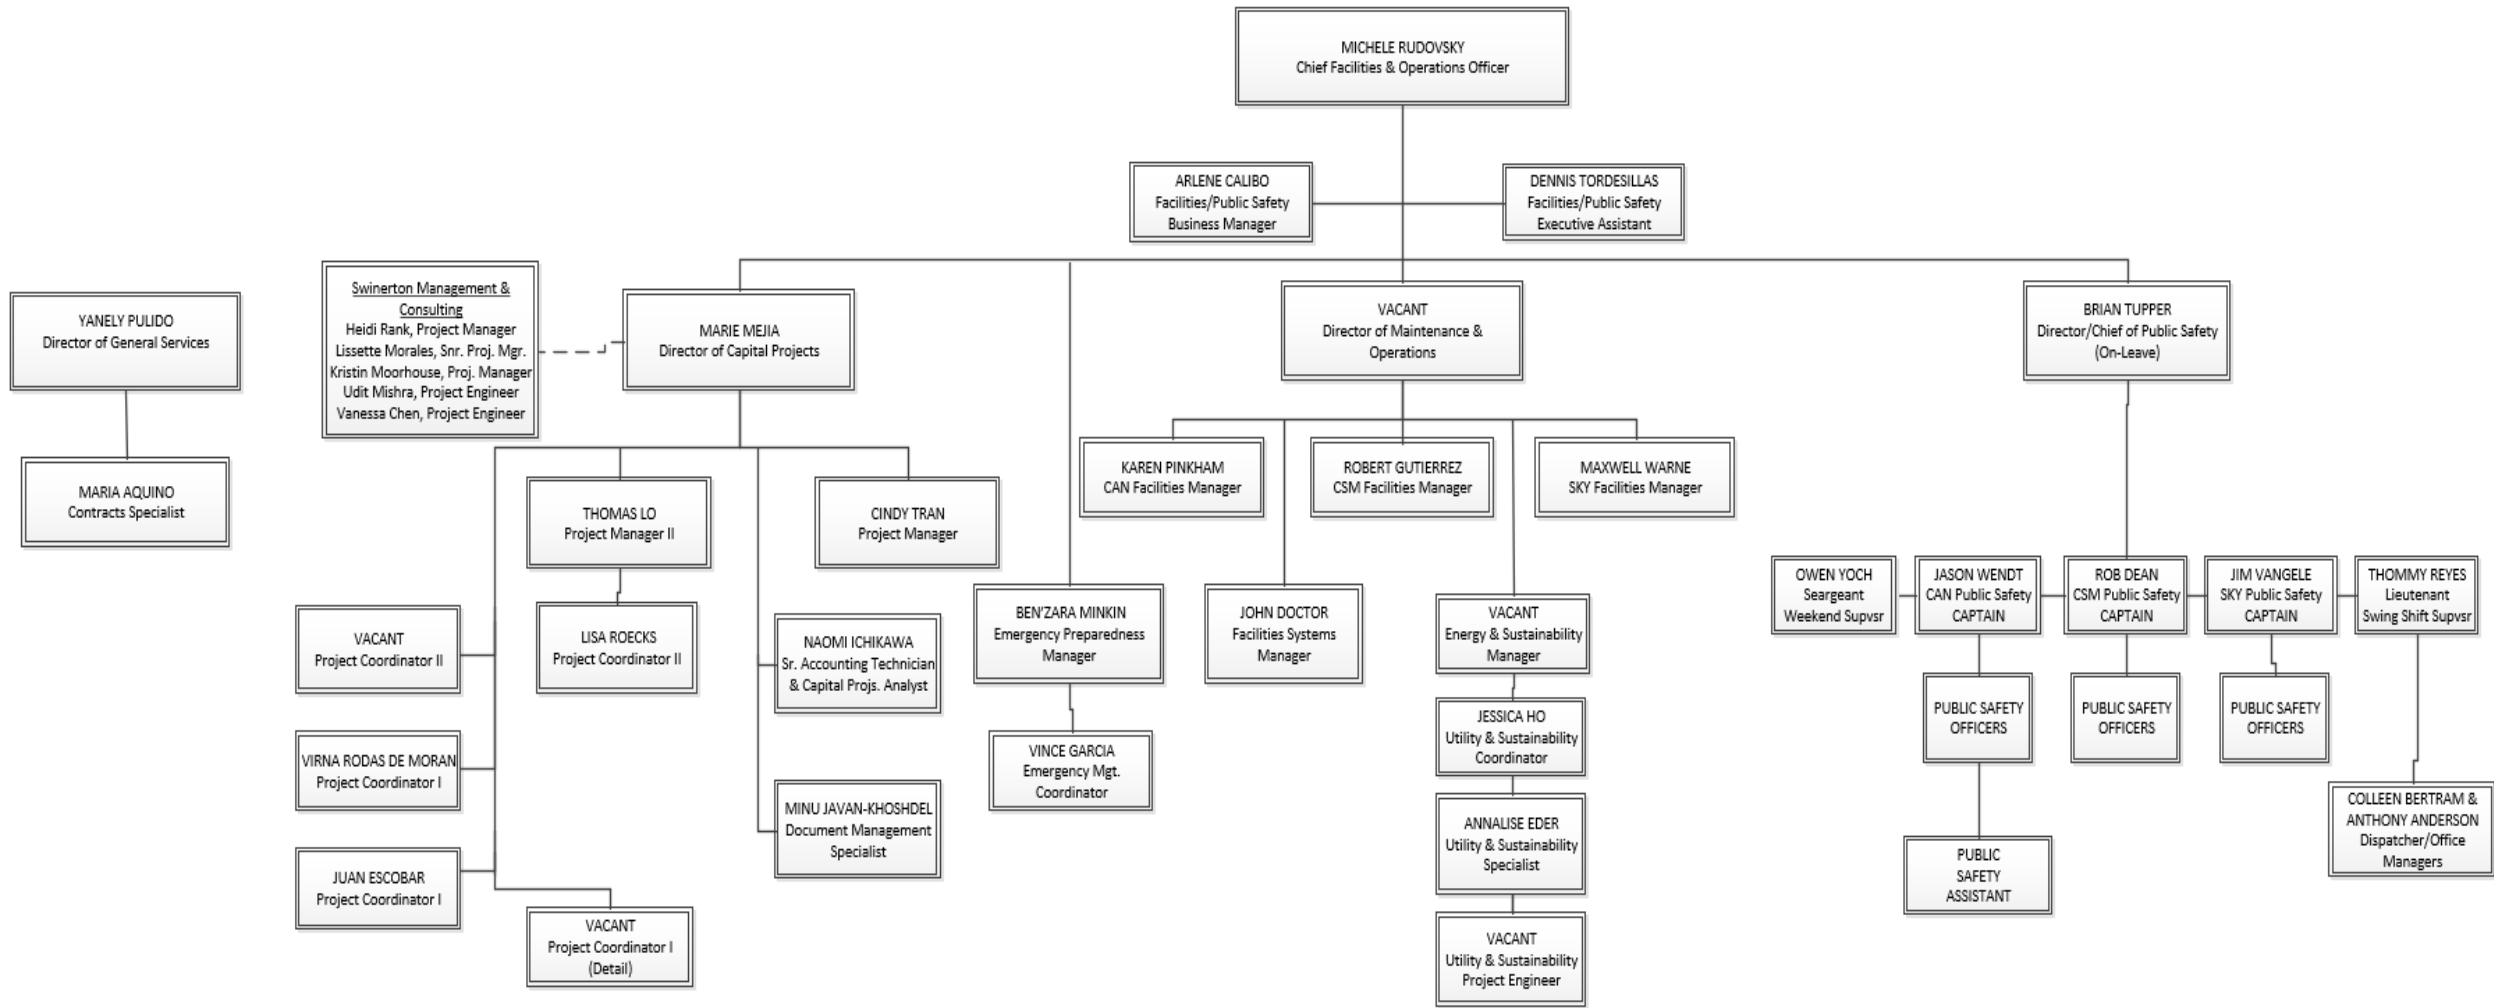 MICHELE RUDOVSKY
Chief Facilities & Operations Officer
ARLENE CALIBO
Facilities/Public Safety
Business Manager
DENNIS TORDESILLAS
Facilities/Public Safety
Executive Assistant
YANELY PULIDO
Director of General Services
MARIA AQUINO
Contracts Specialist
Swinerton Management &
Consulting
Heidi Rank, Project Manager
Lissette Morales, Snr. Proj. Mgr.
Kristin Moorhouse, Proj. Manager
Udit Mishra, Project Engineer
Vanessa Chen, Project Engineer
MARIE MEJIA
Director of Capital Projects
VACANT
Director of Maintenance &
Operations
BRIAN TUPPER
Director/Chief of Public Safety
(On-Leave)
THOMAS LO
Project Manager II
CINDY TRAN
Project Manager
VACANT
Project Coordinator II
LISA ROECKS
Project Coordinator II
NAOMI ICHIKAWA
Sr. Accounting Technician
& Capital Projs. Analyst
VIRNA RODAS DE MORAN
Project Coordinator I
MINU JAVAN-KHOSHDEL
Document Management
Specialist
JUAN ESCOBAR
Project Coordinator I
VACANT
Project Coordinator I
(Detail)
BEN'ZARA MINKIN
Emergency Preparedness
Manager
VINCE GARCIA
Emergency Mgt.
Coordinator
KAREN PINKHAM
CAN Facilities Manager
ROBERT GUTIERREZ
CSM Facilities Manager
MAXWELL WARNE
SKY Facilities Manager
JOHN DOCTOR
Facilities Systems
Manager
VACANT
Energy & Sustainability
Manager
JESSICA HO
Utility & Sustainability
Coordinator
ANNALISE EDER
Utility & Sustainability
Specialist
VACANT
Utility & Sustainability
Project Engineer
OWEN YOCH
Seargeant
Weekend Supvsr
JASON WENDT
CAN Public Safety
CAPTAIN
ROB DEAN
CSM Public Safety
CAPTAIN
JIM VANGELE
SKY Public Safety
CAPTAIN
THOMMY REYES
Lieutenant
Swing Shift Supvsr
PUBLIC SAFETY
OFFICERS
PUBLIC SAFETY
OFFICERS
PUBLIC SAFETY
OFFICERS
PUBLIC
SAFETY
ASSISTANT
COLLEEN BERTRAM &
ANTHONY ANDERSON
Dispatcher/Office
Managers